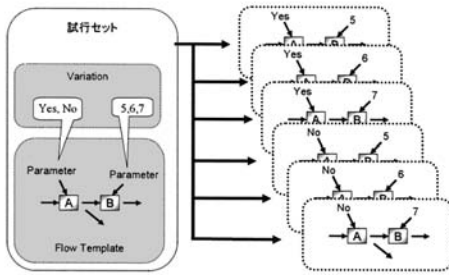 試行セット
Variation
Yes, No
5,6,7
Parameter
Parameter
A
B
Flow Template
Yes
5
A
B
Yes
6
A
B
Yes
7
A
B
No
5
A
B
No
6
A
B
No
7
A
B